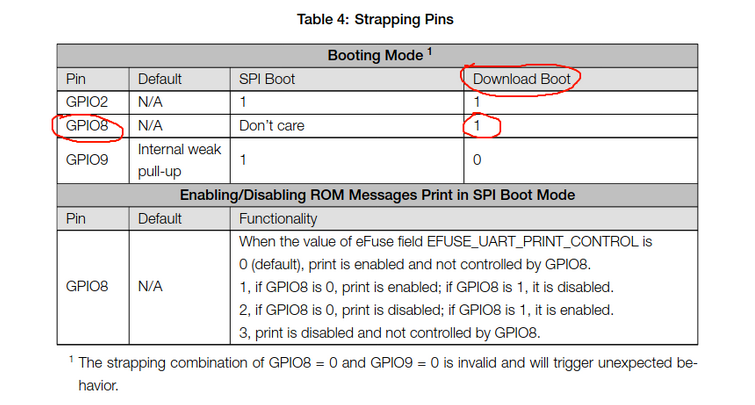 Table 4: Strapping Pins
Booting Mode 1
Pin Default SPI Boot Download Boot
GPIO2 N/A 1 1
GPIO8 N/A Don't care 1
GPIO9 Internal weak pull-up 1 0
Enabling/Disabling ROM Messages Print in SPI Boot Mode
Pin Default Functionality
GPIO8 N/A When the value of eFuse field EFUSE_UART_PRINT_CONTROL is
0 (default), print is enabled and not controlled by GPIO8.
1, if GPIO8 is 0, print is enabled; if GPIO8 is 1, it is disabled.
2, if GPIO8 is 0, print is disabled; if GPIO8 is 1, it is enabled.
3, print is disabled and not controlled by GPIO8.
1 The strapping combination of GPIO8 = 0 and GPIO9 = 0 is invalid and will trigger unexpected be-
havior.